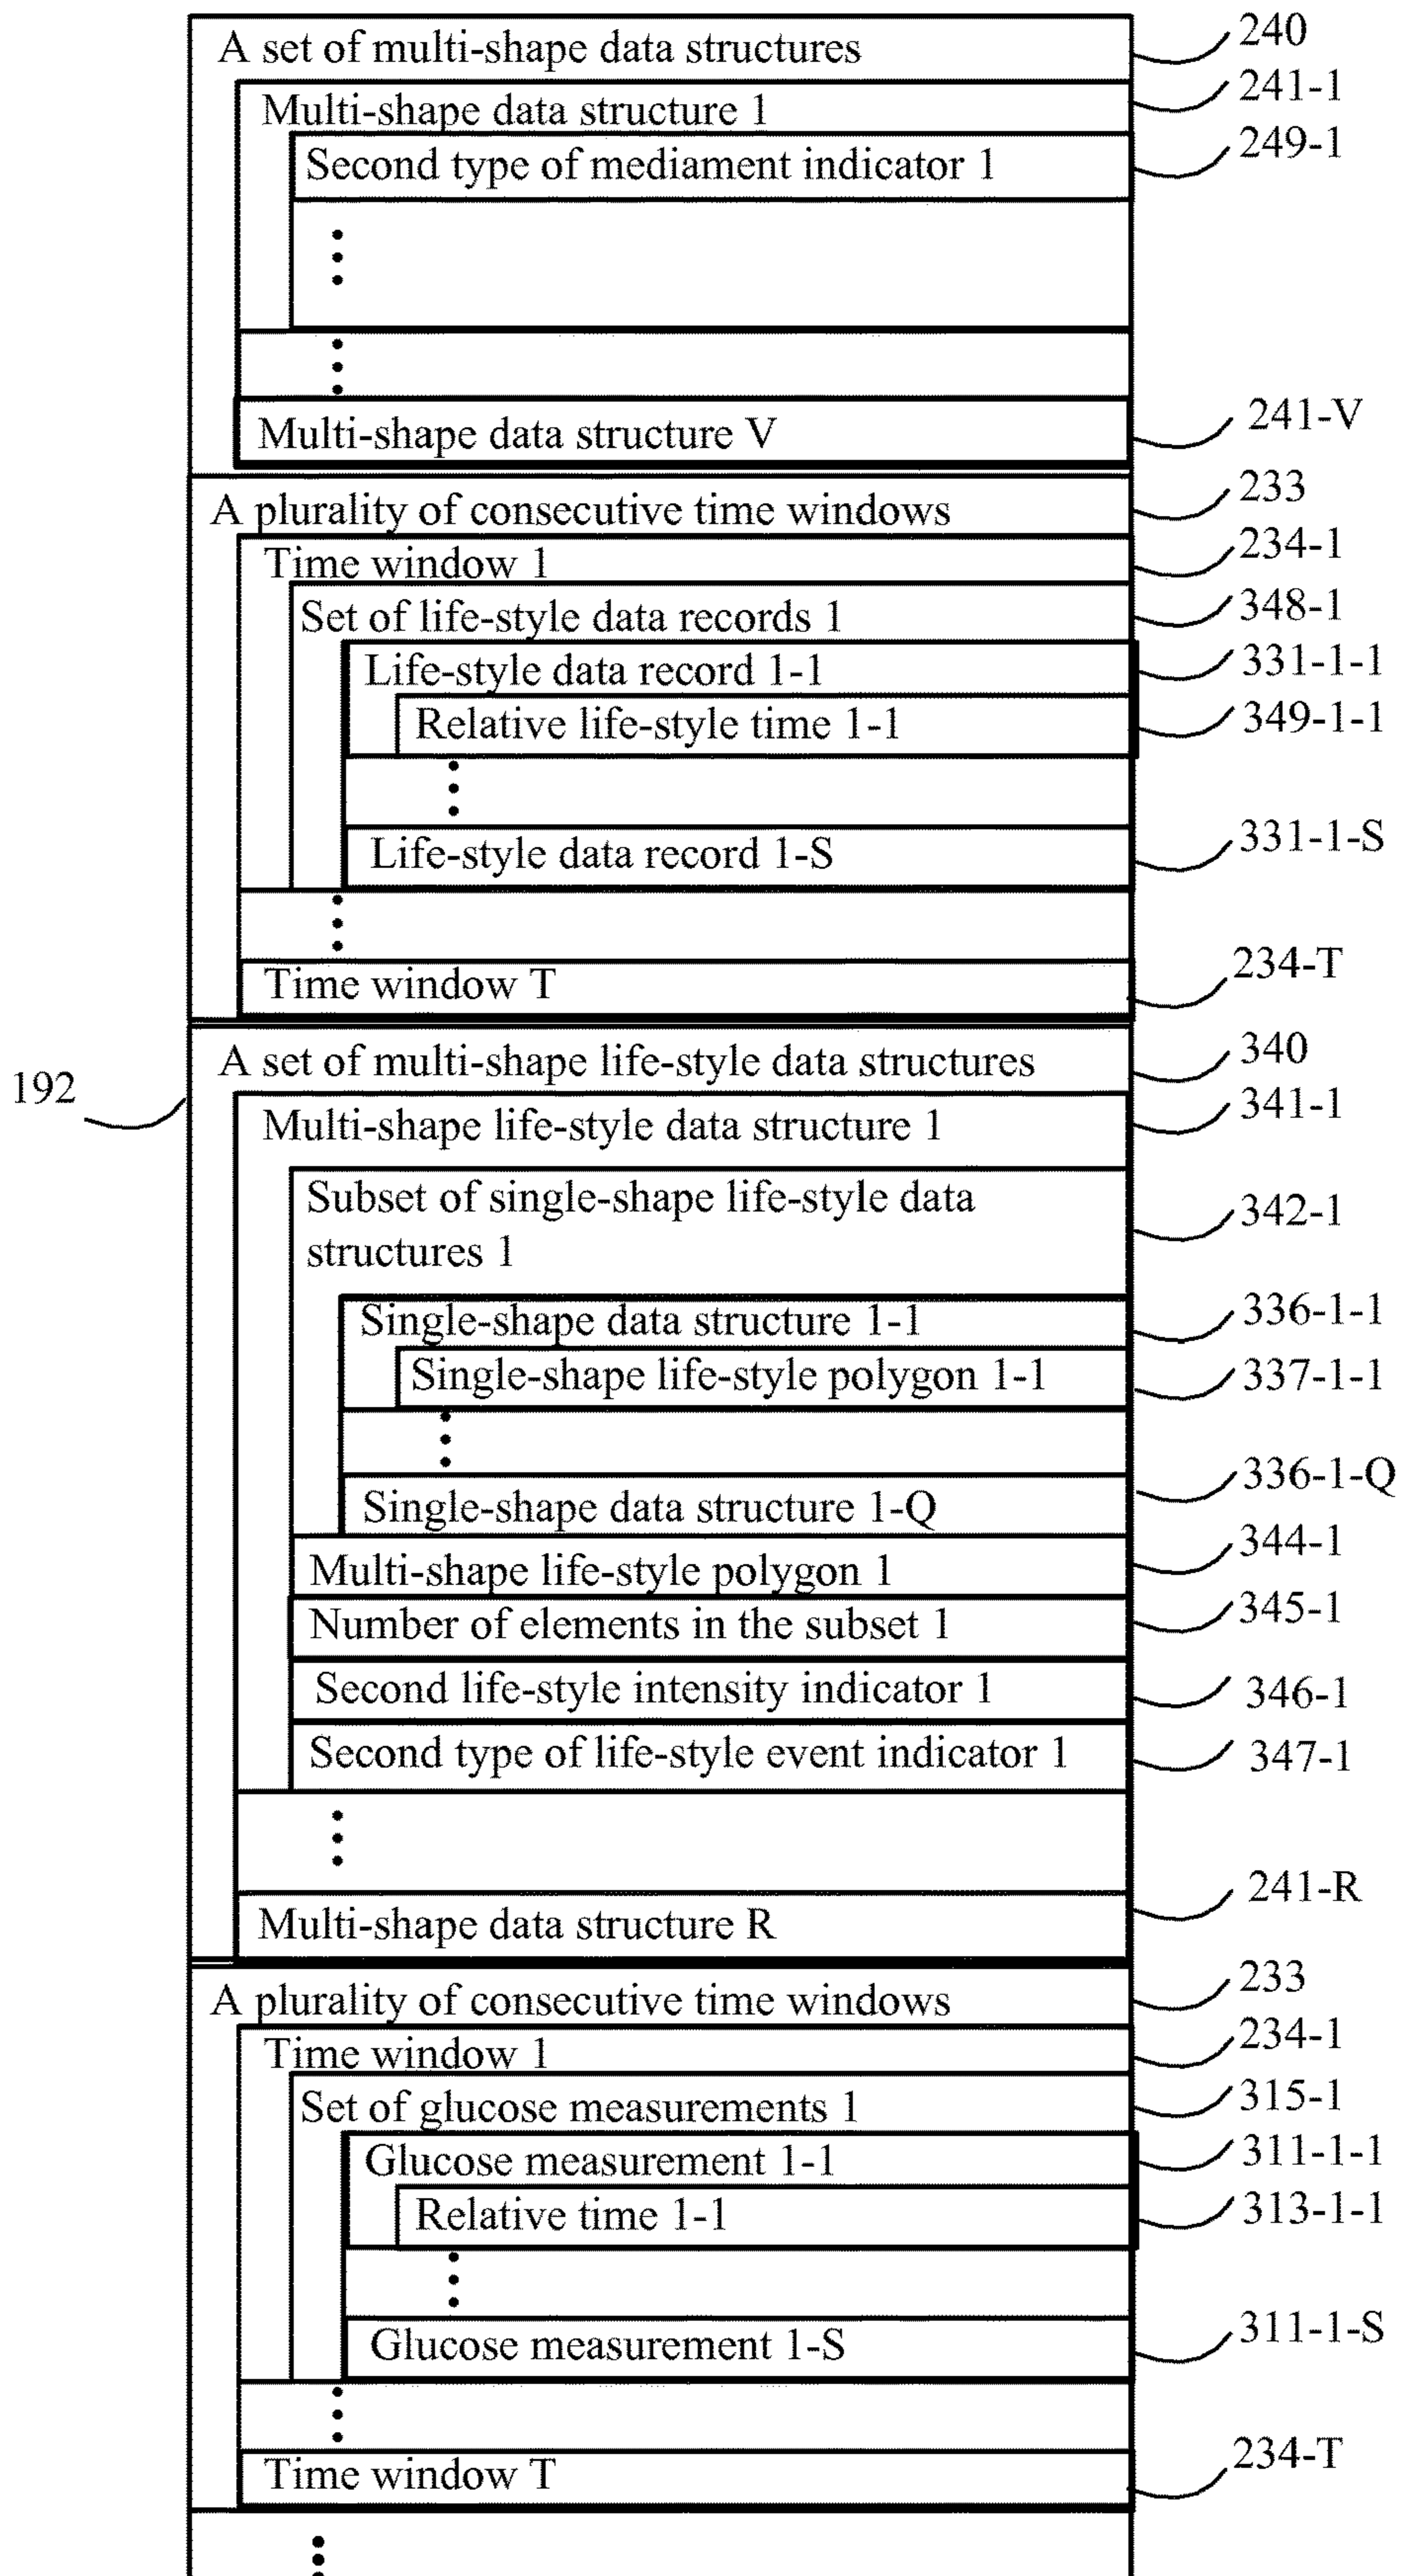 A set of multi-shape data structures 240
Multi-shape data structure 1 241-1
Second type of mediament indicator 1 249-1
Multi-shape data structure V 241-V
A plurality of consecutive time windows 233
Time window 1 234-1
Set of life-style data records 1 348-1
Life-style data record 1-1 331-1-1
Relative life-style time 1-1 349-1-1
Life-style data record 1-S 331-1-S
Time window T 234-T
A set of multi-shape life-style data structures 340
192
Multi-shape life-style data structure 1 341-1
Subset of single-shape life-style data 342-1
structures 1
Single-shape data structure 1-1 336-1-1
Single-shape life-style polygon 1-1 337-1-1
Single-shape data structure 1-Q 336-1-Q
Multi-shape life-style polygon 1 344-1
Number of elements in the subset 1 345-1
Second life-style intensity indicator 1 346-1
Second type of life-style event indicator 1 347-1
Multi-shape data structure R 241-R
A plurality of consecutive time windows 233
Time window 1 234-1
Set of glucose measurements 1 315-1
Glucose measurement 1-1 311-1-1
Relative time 1-1 313-1-1
Glucose measurement 1-S 311-1-S
Time window T 234-T